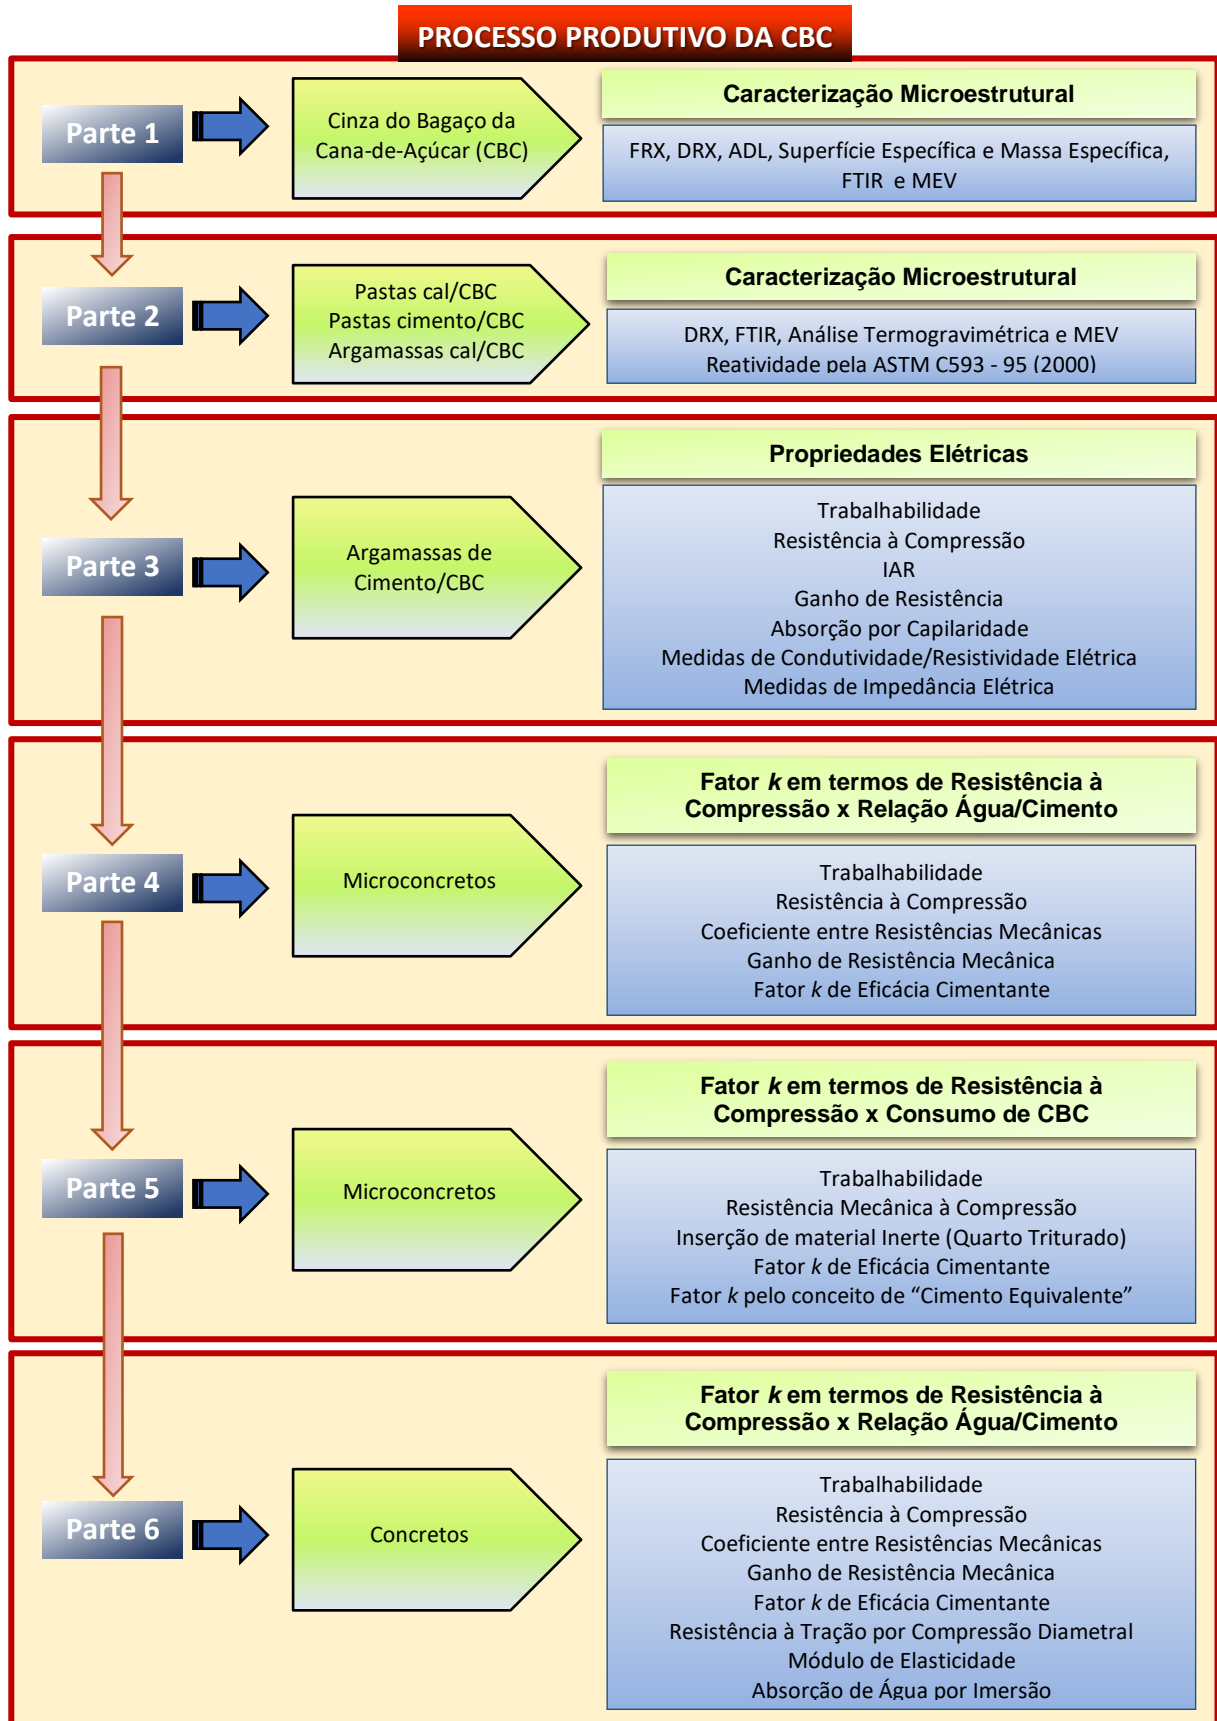 PROCESSO PRODUTIVO DA CBC
Parte 1
Cinza do Bagaço da
Cana-de-Açúcar (CBC)
Caracterização Microestrutural
FRX, DRX, ADL, Superfície Específica e Massa Específica,
FTIR e MEV
Parte 2
Pastas cal/CBC
Pastas cimento/CBC
Argamassas cal/CBC
Caracterização Microestrutural
DRX, FTIR, Análise Termogravimétrica e MEV
Reatividade pela ASTM C593 - 95 (2000)
Parte 3
Argamassas de
Cimento/CBC
Propriedades Elétricas
Trabalhabilidade
Resistência à Compressão
IAR
Ganho de Resistência
Absorção por Capilaridade
Medidas de Condutividade/Resistividade Elétrica
Medidas de Impedância Elétrica
Parte 4
Microconcretos
Fator k em termos de Resistência à
Compressão x Relação Água/Cimento
Trabalhabilidade
Resistência à Compressão
Coeficiente entre Resistências Mecânicas
Ganho de Resistência Mecânica
Fator k de Eficácia Cimentante
Parte 5
Microconcretos
Fator k em termos de Resistência à
Compressão x Consumo de CBC
Trabalhabilidade
Resistência Mecânica à Compressão
Inserção de material Inerte (Quarto Triturado)
Fator k de Eficácia Cimentante
Fator k pelo conceito de “Cimento Equivalente”
Parte 6
Concretos
Fator k em termos de Resistência à
Compressão x Relação Água/Cimento
Trabalhabilidade
Resistência à Compressão
Coeficiente entre Resistências Mecânicas
Ganho de Resistência Mecânica
Fator k de Eficácia Cimentante
Resistência à Tração por Compressão Diametral
Módulo de Elasticidade
Absorção de Água por Imersão